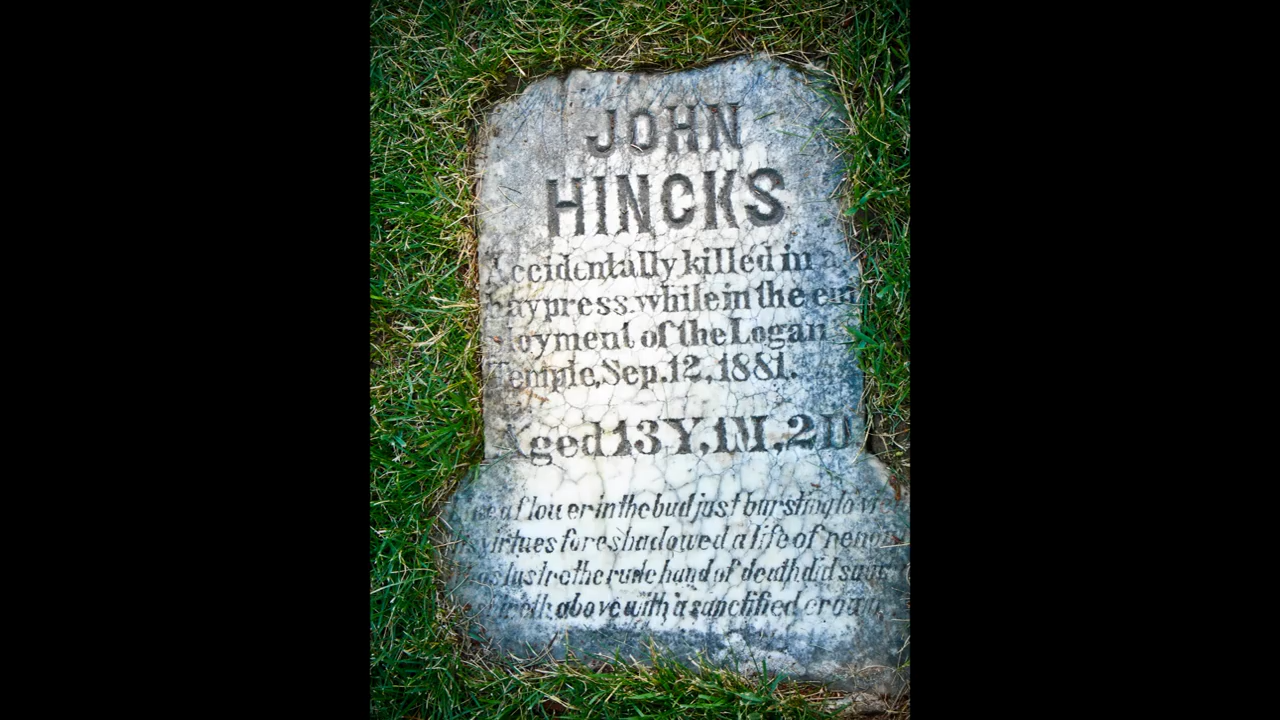 JOHN
HINCKS
Accidentally killed in a
haypress. while in the em
ployment of the Logan
Temple, Sep. 12, 1881.
Aged 13 Y, 1 M, 2 D
a flower in the bud just bursting to
virtues foreshadowed a life of
lustre the rude hand of death did
above with a sanctified crown